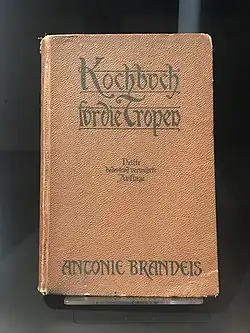 Kochbuch
für die Tropen
Dritte
bedeutend vermehrte
Auflage
ANTONIE BRANDEIS